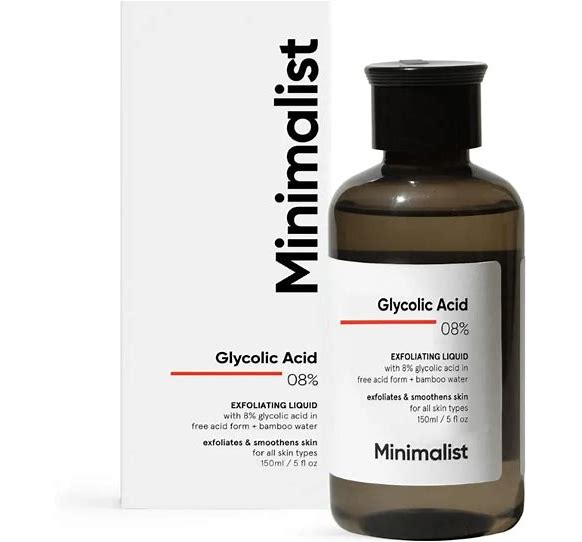 Minimalist
Glycolic Acid
08%
EXFOLIATING LIQUID
with 8% glycolic acid in
free acid form + bamboo water
exfoliates & smoothens skin
for all skin types
150ml / 5 fl oz
Glycolic Acid
08%
EXFOLIATING LIQUID
with 8% glycolic acid in
free acid form + bamboo water
exfoliates & smoothens skin
for all skin types
150ml / 5 fl oz
Minimalist